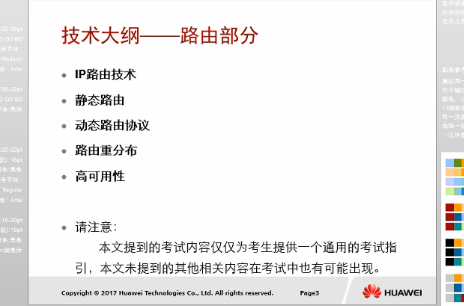 技术大纲——路由部分
• IP路由技术
• 静态路由
• 动态路由协议
• 路由重分布
• 高可用性
• 请注意：
本文提到的考试内容仅仅为考生提供一个通用的考试指
引，本文未提到的其他相关内容在考试中也有可能出现。
Copyright © 2017 Huawei Technologies Co., Ltd. All rights reserved. Page3 HUAWEI